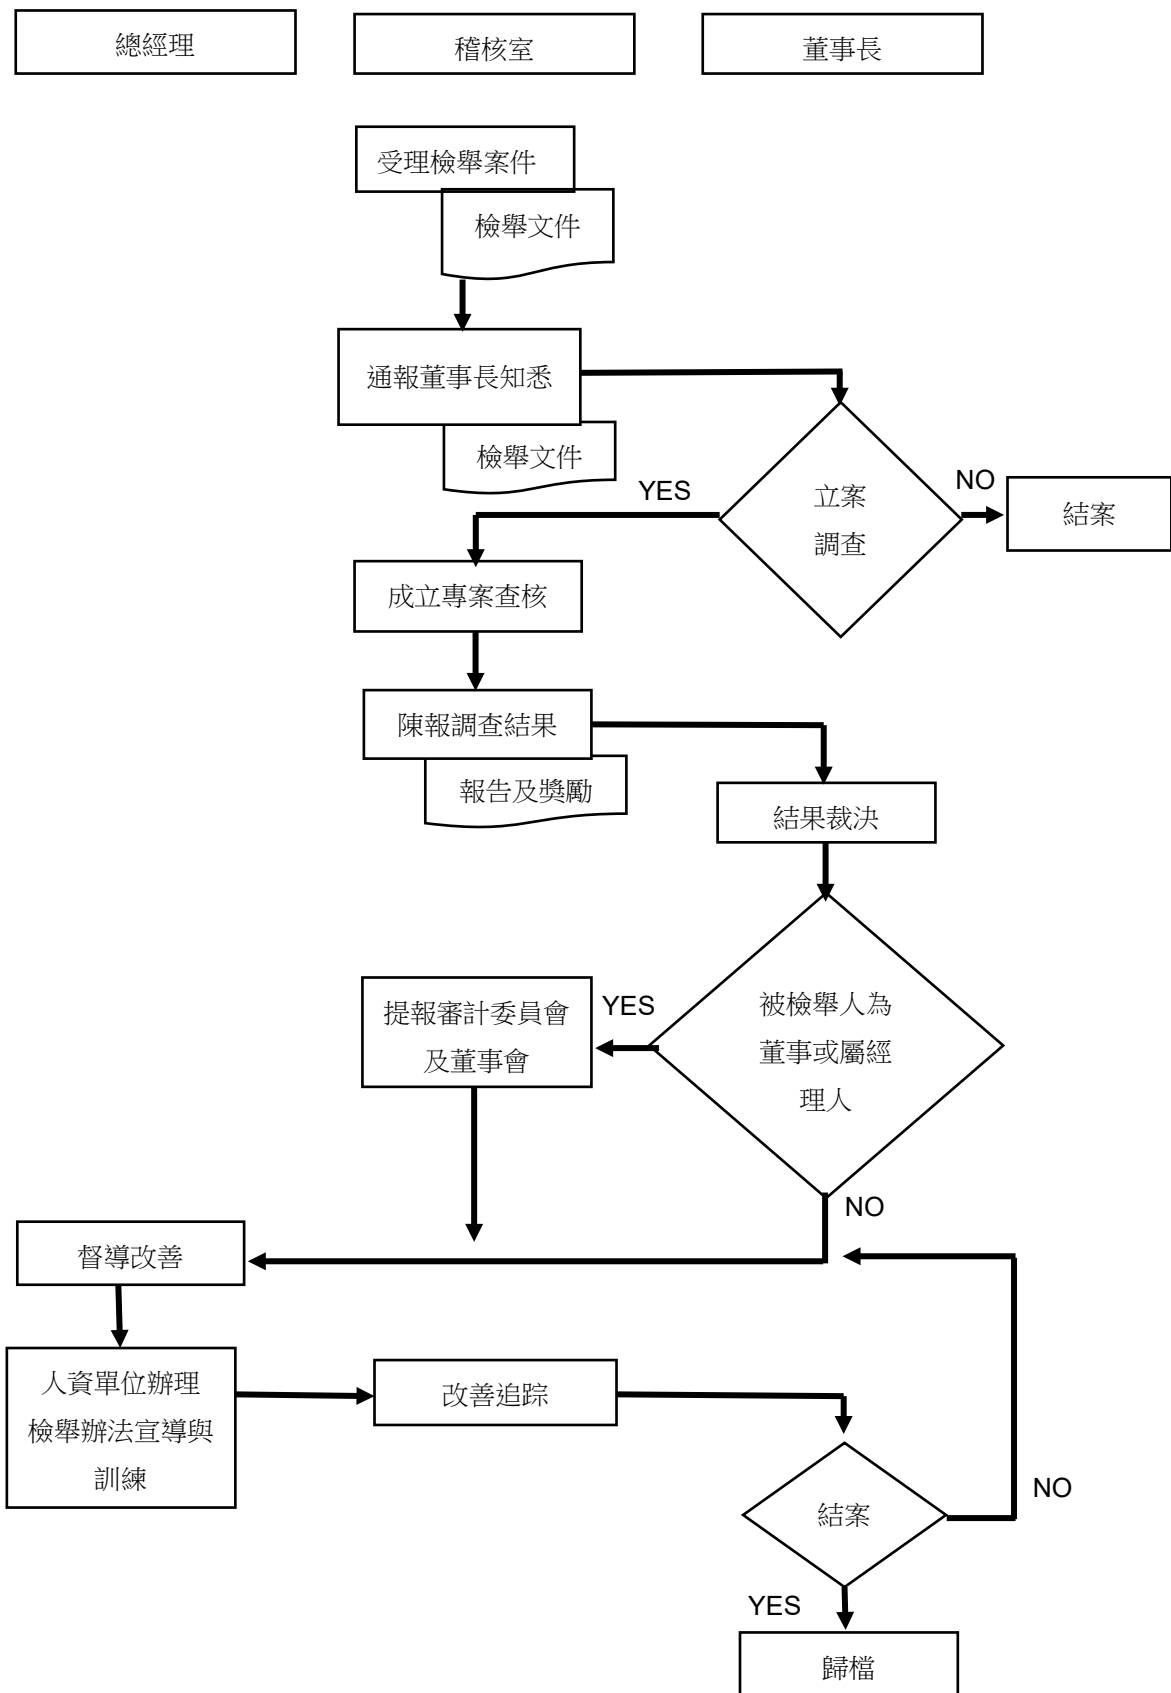 總經理
稽核室
董事長
受理檢舉案件
檢舉文件
通報董事長知悉
檢舉文件
YES
立案
調查
NO
結案
成立專案查核
陳報調查結果
報告及獎勵
結果裁決
提報審計委員會
及董事會
YES
被檢舉人為
董事或屬經
理人
NO
督導改善
人資單位辦理
檢舉辦法宣導與
訓練
改善追踪
結案
NO
YES
歸檔